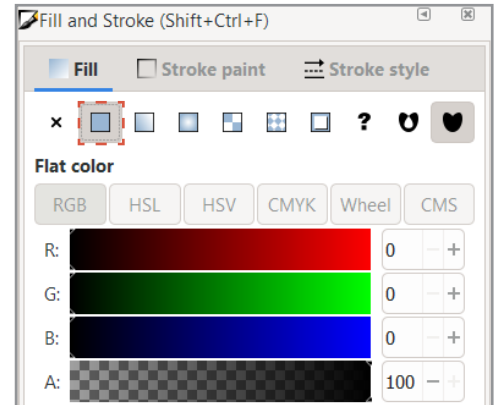 Fill and Stroke (Shift+Ctrl+F)
Fill Stroke paint Stroke style
Flat color
RGB HSL HSV CMYK Wheel CMS
R: 0 − +
G: 0 − +
B: 0 − +
A: 100 − +